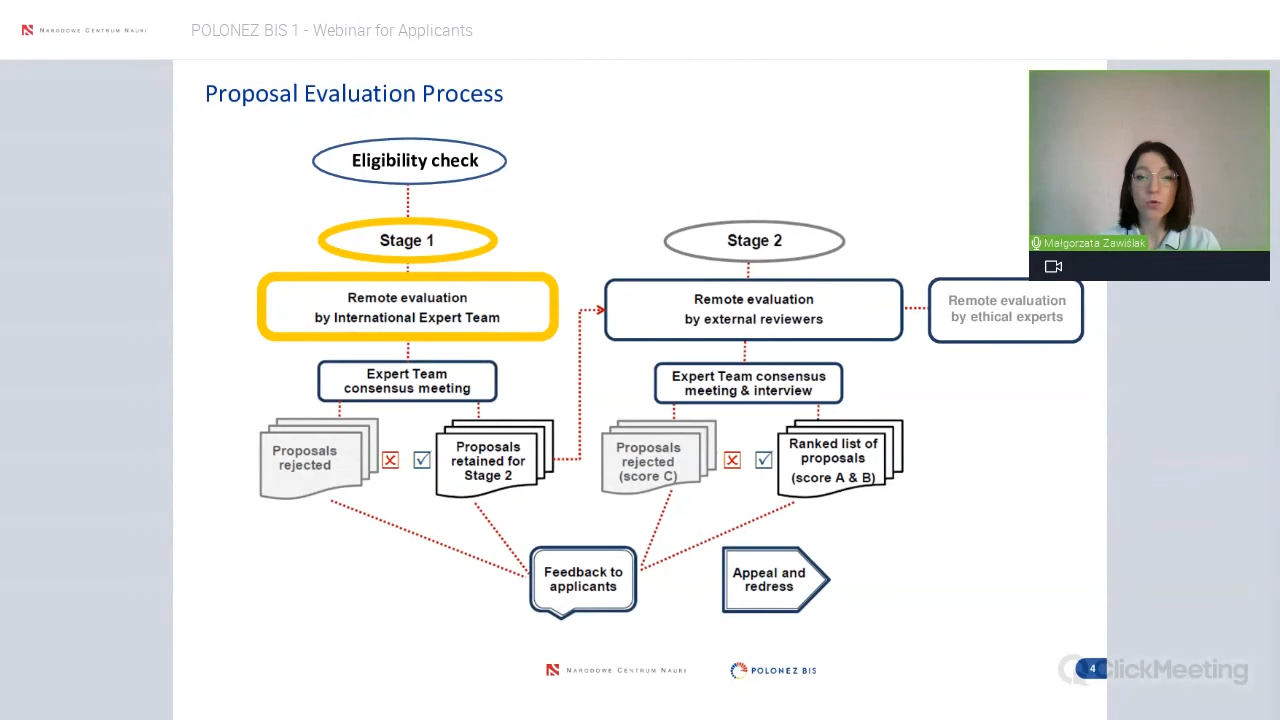 NARODOWE CENTRUM NAUKI
POLONEZ BIS 1 - Webinar for Applicants
Proposal Evaluation Process
Eligibility check
Stage 1
Remote evaluation
by International Expert Team
Expert Team
consensus meeting
Proposals
rejected
Proposals
retained for
Stage 2
Stage 2
Remote evaluation
by external reviewers
Expert Team consensus
meeting & interview
Proposals
rejected
(score C)
Ranked list of
proposals
(score A & B)
Remote evaluation
by ethical experts
Małgorzata Zawiślak
Feedback to
applicants
Appeal and
redress
NARODOWE CENTRUM NAUKI
POLONEZ BIS
4
ClickMeeting